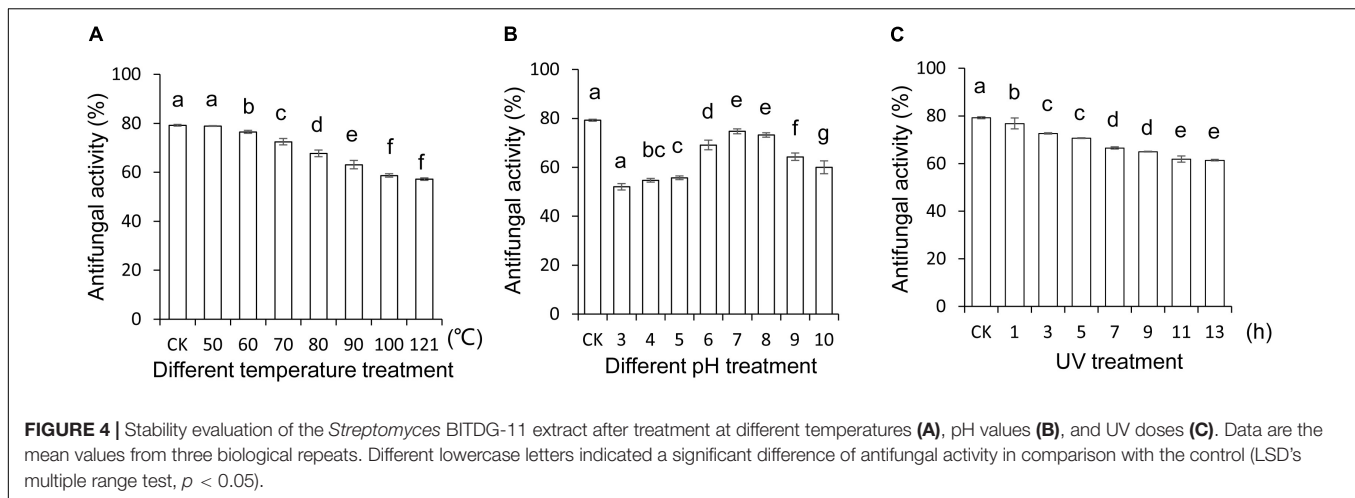 A
B
C
Antifungal activity (%)
100
80
60
40
20
0
a a b c d e f f
CK 50 60 70 80 90 100 121 (℃)
Different temperature treatment
Antifungal activity (%)
100
80
60
40
20
0
a a bc c d e e f g
CK 3 4 5 6 7 8 9 10
Different pH treatment
Antifungal activity (%)
100
80
60
40
20
0
a b c c d d e e
CK 1 3 5 7 9 11 13 (h)
UV treatment
FIGURE 4 | Stability evaluation of the Streptomyces BITDG-11 extract after treatment at different temperatures (A), pH values (B), and UV doses (C). Data are the
mean values from three biological repeats. Different lowercase letters indicated a significant difference of antifungal activity in comparison with the control (LSD's
multiple range test, p < 0.05).